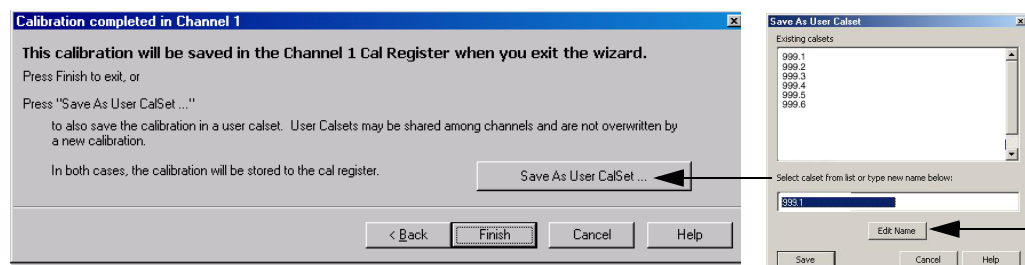 Calibration completed in Channel 1
This calibration will be saved in the Channel 1 Cal Register when you exit the wizard.
Press Finish to exit, or
Press "Save As User CalSet ..."
to also save the calibration in a user calset. User Calsets may be shared among channels and are not overwritten by
a new calibration.
In both cases, the calibration will be stored to the cal register.
Save As User CalSet ...
< Back
Finish
Cancel
Help
Save As User Calset
Existing calsets
999.1
999.2
999.3
999.4
999.5
999.6
Select calset from list or type new name below:
999.1
Edit Name
Save
Cancel
Help